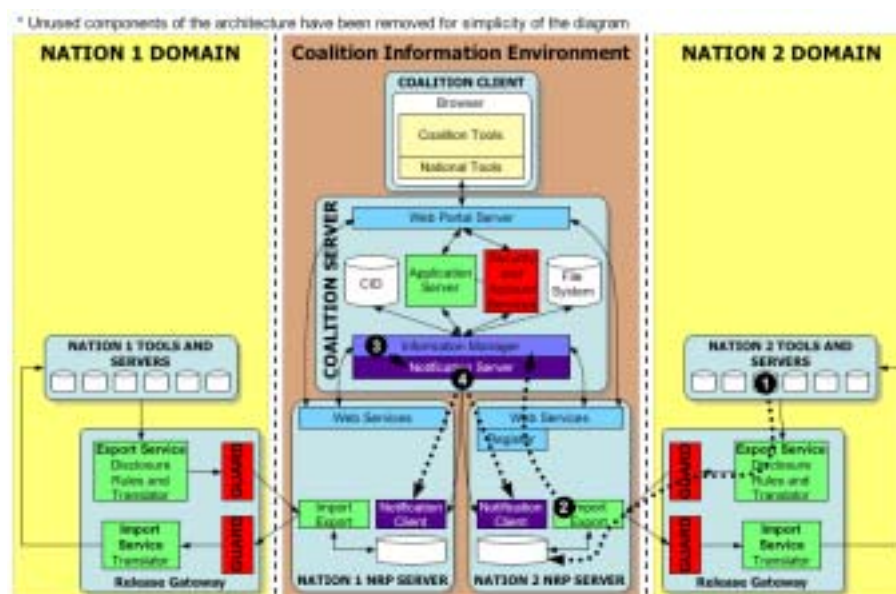 * Unused components of the architecture have been removed for simplicity of the diagram
NATION 1 DOMAIN
Coalition Information Environment
NATION 2 DOMAIN
COALITION CLIENT
Browser
Coalition Tools
National Tools
COALITION SERVER
Web Portal Server
CID
Application
Server
Security
and
File
System
3
Information Manager
Notification Server
4
NATION 1 TOOLS AND
SERVERS
NATION 2 TOOLS AND
SERVERS
1
Web Services
Web Services
Register
Export Service
Disclosure
Rules and
Translator
GUARD
Import
Service
Translator
GUARD
Release Gateway
Import
Export
Notification
Client
NATION 1 NRP SERVER
Notification
Client
2
Import
Export
NATION 2 NRP SERVER
GUARD
Export Service
Disclosure
Rules and
Translator
GUARD
Import
Service
Translator
Release Gateway